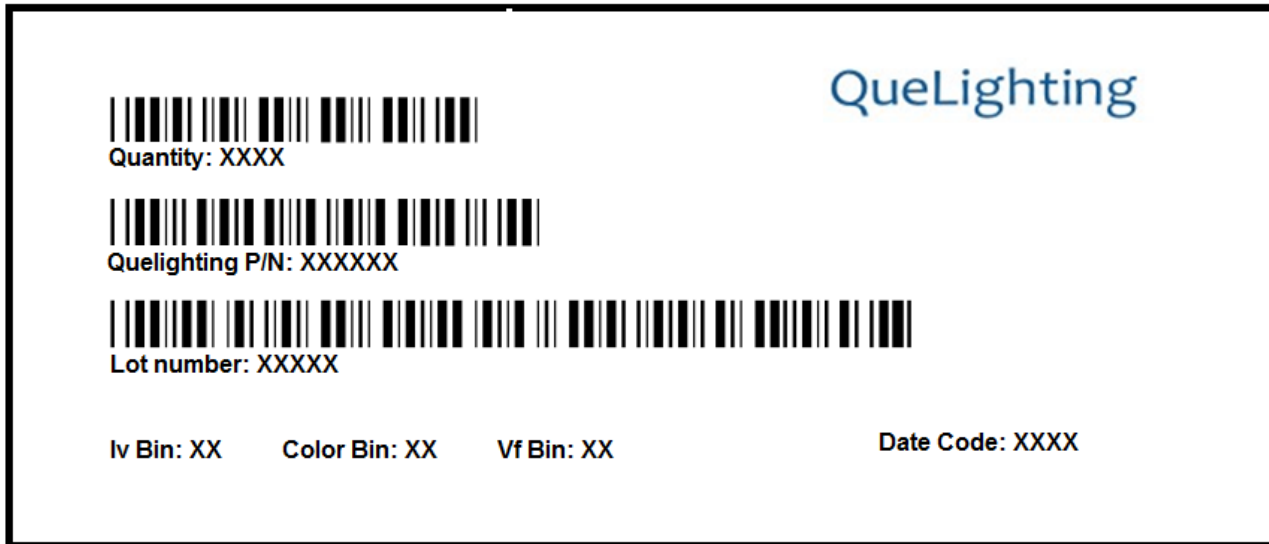 QueLighting
Quantity: XXXX
Quelighting P/N: XXXXXX
Lot number: XXXXX
Iv Bin: XX Color Bin: XX Vf Bin: XX Date Code: XXXX